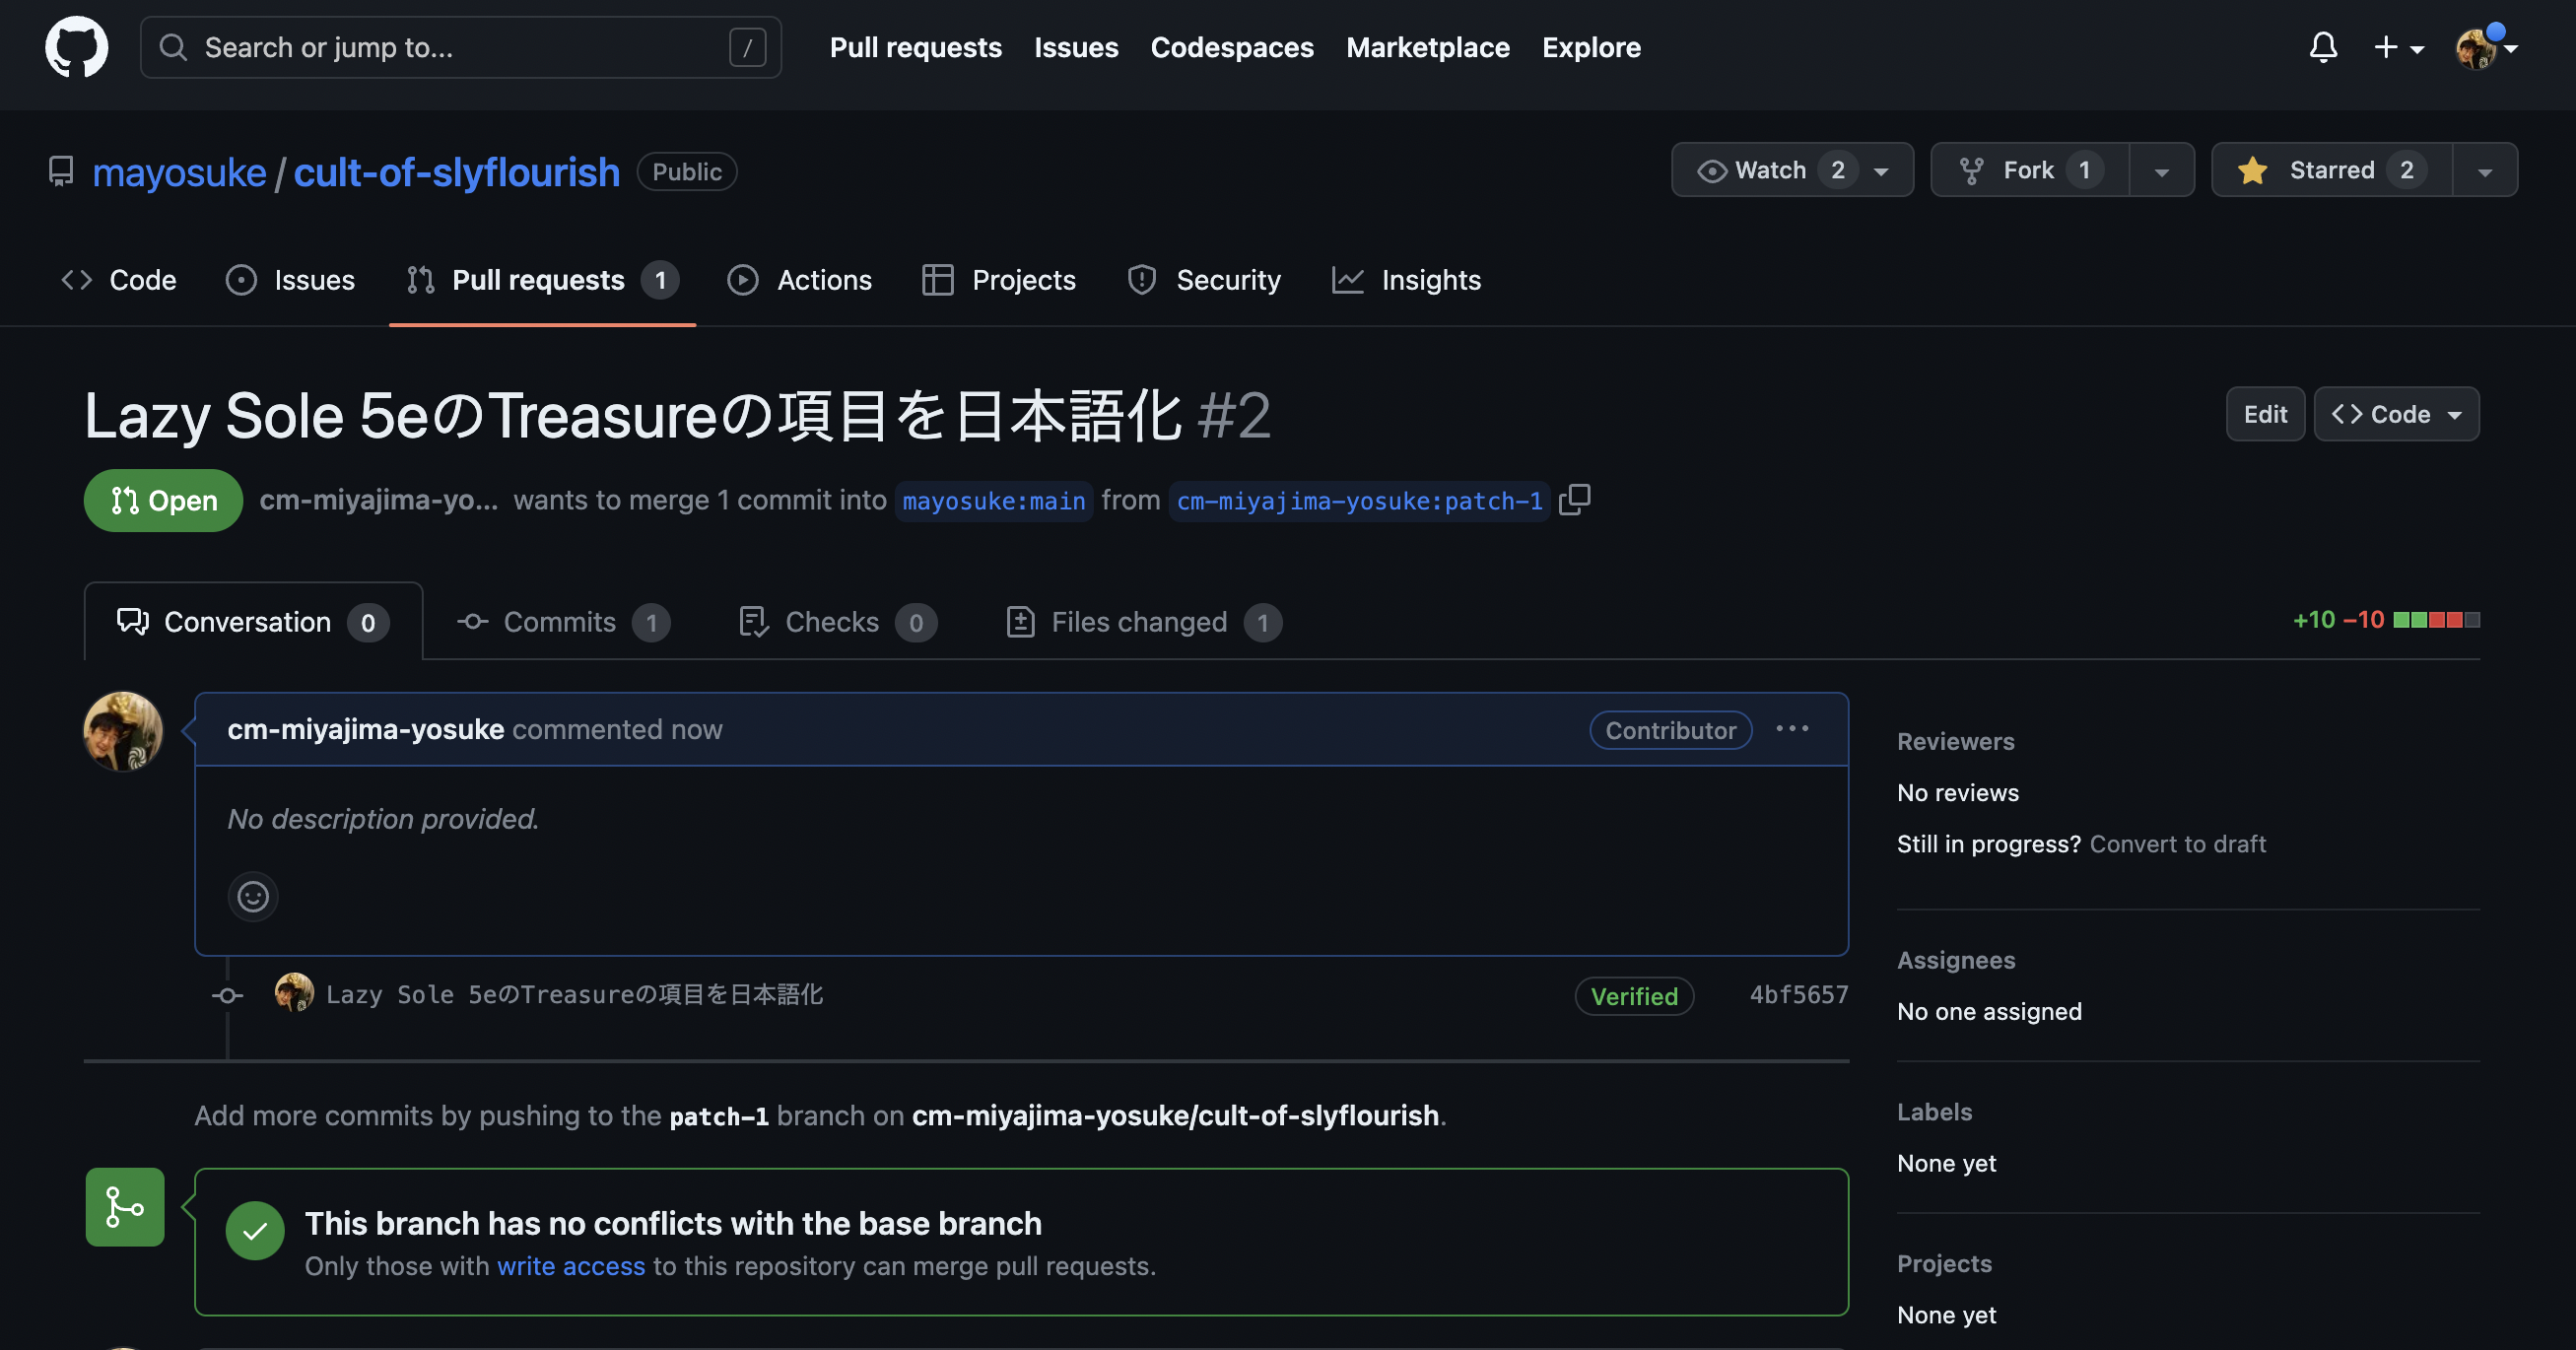 Search or jump to... /
Pull requests Issues Codespaces Marketplace Explore
mayosuke / cult-of-slyflourish Public
Watch 2 Fork 1 Starred 2
Code Issues Pull requests 1 Actions Projects Security Insights
Lazy Sole 5eのTreasureの項目を日本語化 #2
Edit <> Code
Open cm-miyajima-yo... wants to merge 1 commit into mayosuke:main from cm-miyajima-yosuke:patch-1
Conversation 0 Commits 1 Checks 0 Files changed 1
+10 −10
cm-miyajima-yosuke commented now
Contributor ...
No description provided.
Lazy Sole 5eのTreasureの項目を日本語化 Verified 4bf5657
Add more commits by pushing to the patch-1 branch on cm-miyajima-yosuke/cult-of-slyflourish.
This branch has no conflicts with the base branch
Only those with write access to this repository can merge pull requests.
Reviewers
No reviews
Still in progress? Convert to draft
Assignees
No one assigned
Labels
None yet
Projects
None yet